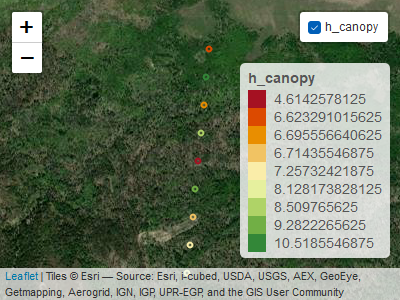 +
−
h_canopy
h_canopy
4.6142578125
6.623291015625
6.695556640625
6.71435546875
7.25732421875
8.128173828125
8.509765625
9.2822265625
10.5185546875
Leaflet | Tiles © Esri — Source: Esri, i-cubed, USDA, USGS, AEX, GeoEye,
Getmapping, Aerogrid, IGN, IGP, UPR-EGP, and the GIS User Community